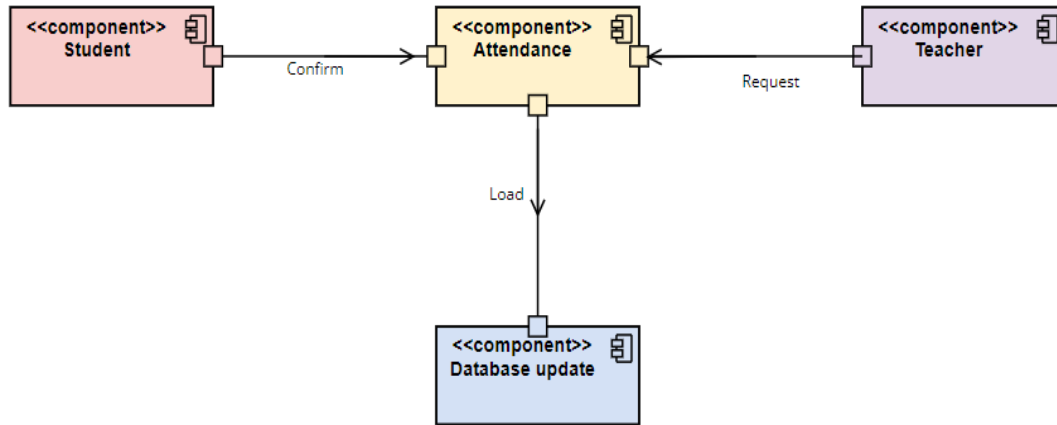 <<component>>
Student
Confirm
<<component>>
Attendance
Request
<<component>>
Teacher
Load
<<component>>
Database update